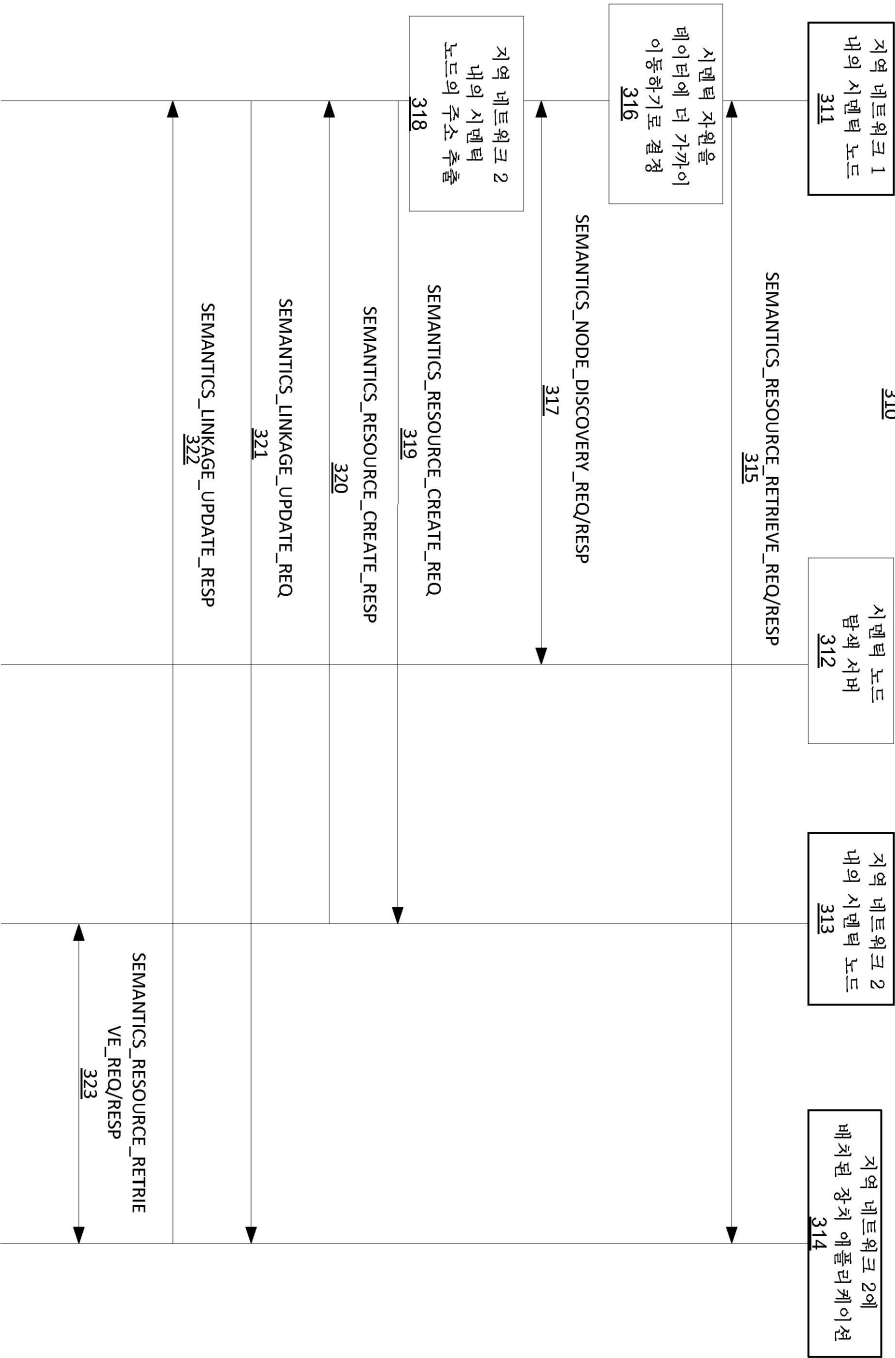 310
지역 네트워크 1
내의 시멘틱 노드
311
시멘틱 노드
탐색 서버
312
지역 네트워크 2
내의 시멘틱 노드
313
지역 네트워크 2에
배치된 장치 애플리케이션
314
SEMANTICS_RESOURCE_RETRIEVE_REQ/RESP
315
시멘틱 자원을
데이터에 더 가까이
이동하기로 결정
316
SEMANTICS_NODE_DISCOVERY_REQ/RESP
317
지역 네트워크 2
내의 시멘틱
노드의 주소 추출
318
SEMANTICS_RESOURCE_CREATE_REQ
319
SEMANTICS_RESOURCE_CREATE_RESP
320
SEMANTICS_LINKAGE_UPDATE_REQ
321
SEMANTICS_LINKAGE_UPDATE_RESP
322
SEMANTICS_RESOURCE_RETRIE
VE_REQ/RESP
323